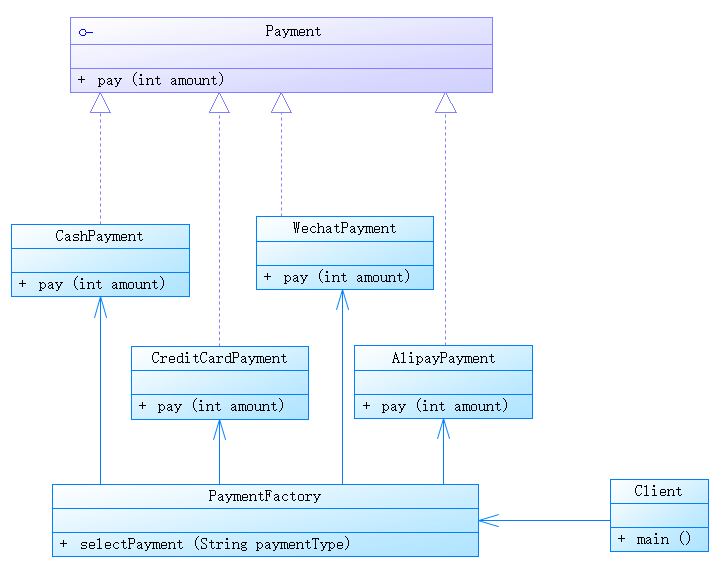 Payment
+ pay (int amount)
WechatPayment
+ pay (int amount)
CashPayment
+ pay (int amount)
CreditCardPayment
+ pay (int amount)
AlipayPayment
+ pay (int amount)
PaymentFactory
+ selectPayment (String paymentType)
Client
+ main ()